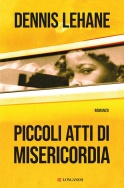 DENNIS LEHANE
ROMANZO
PICCOLI ATTI DI
MISERICORDIA
LONGANESI